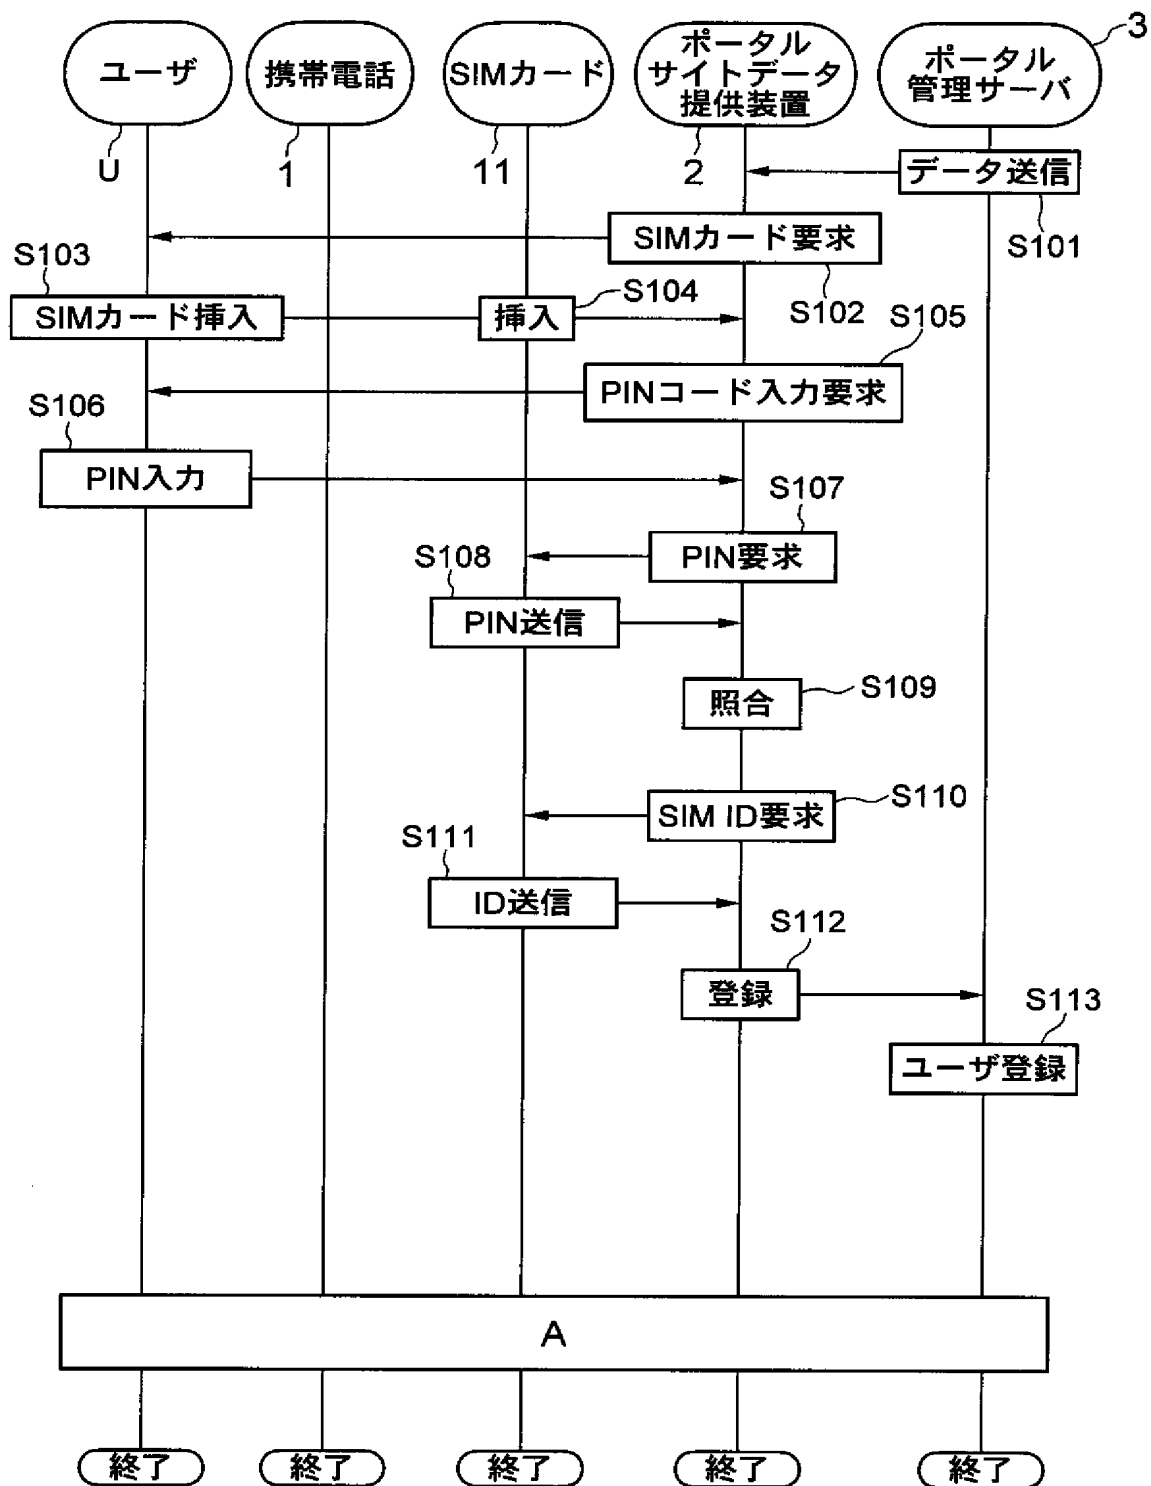 ユーザ
携帯電話
SIMカード
ポータル
サイトデータ
提供装置
ポータル
管理サーバ
3
U
1
11
2
データ送信
S101
SIMカード要求
S102
S103
SIMカード挿入
S104
挿入
S105
PINコード入力要求
S106
PIN入力
S107
PIN要求
S108
PIN送信
照合
S109
SIM ID要求
S110
S111
ID送信
S112
登録
S113
ユーザ登録
A
終了
終了
終了
終了
終了